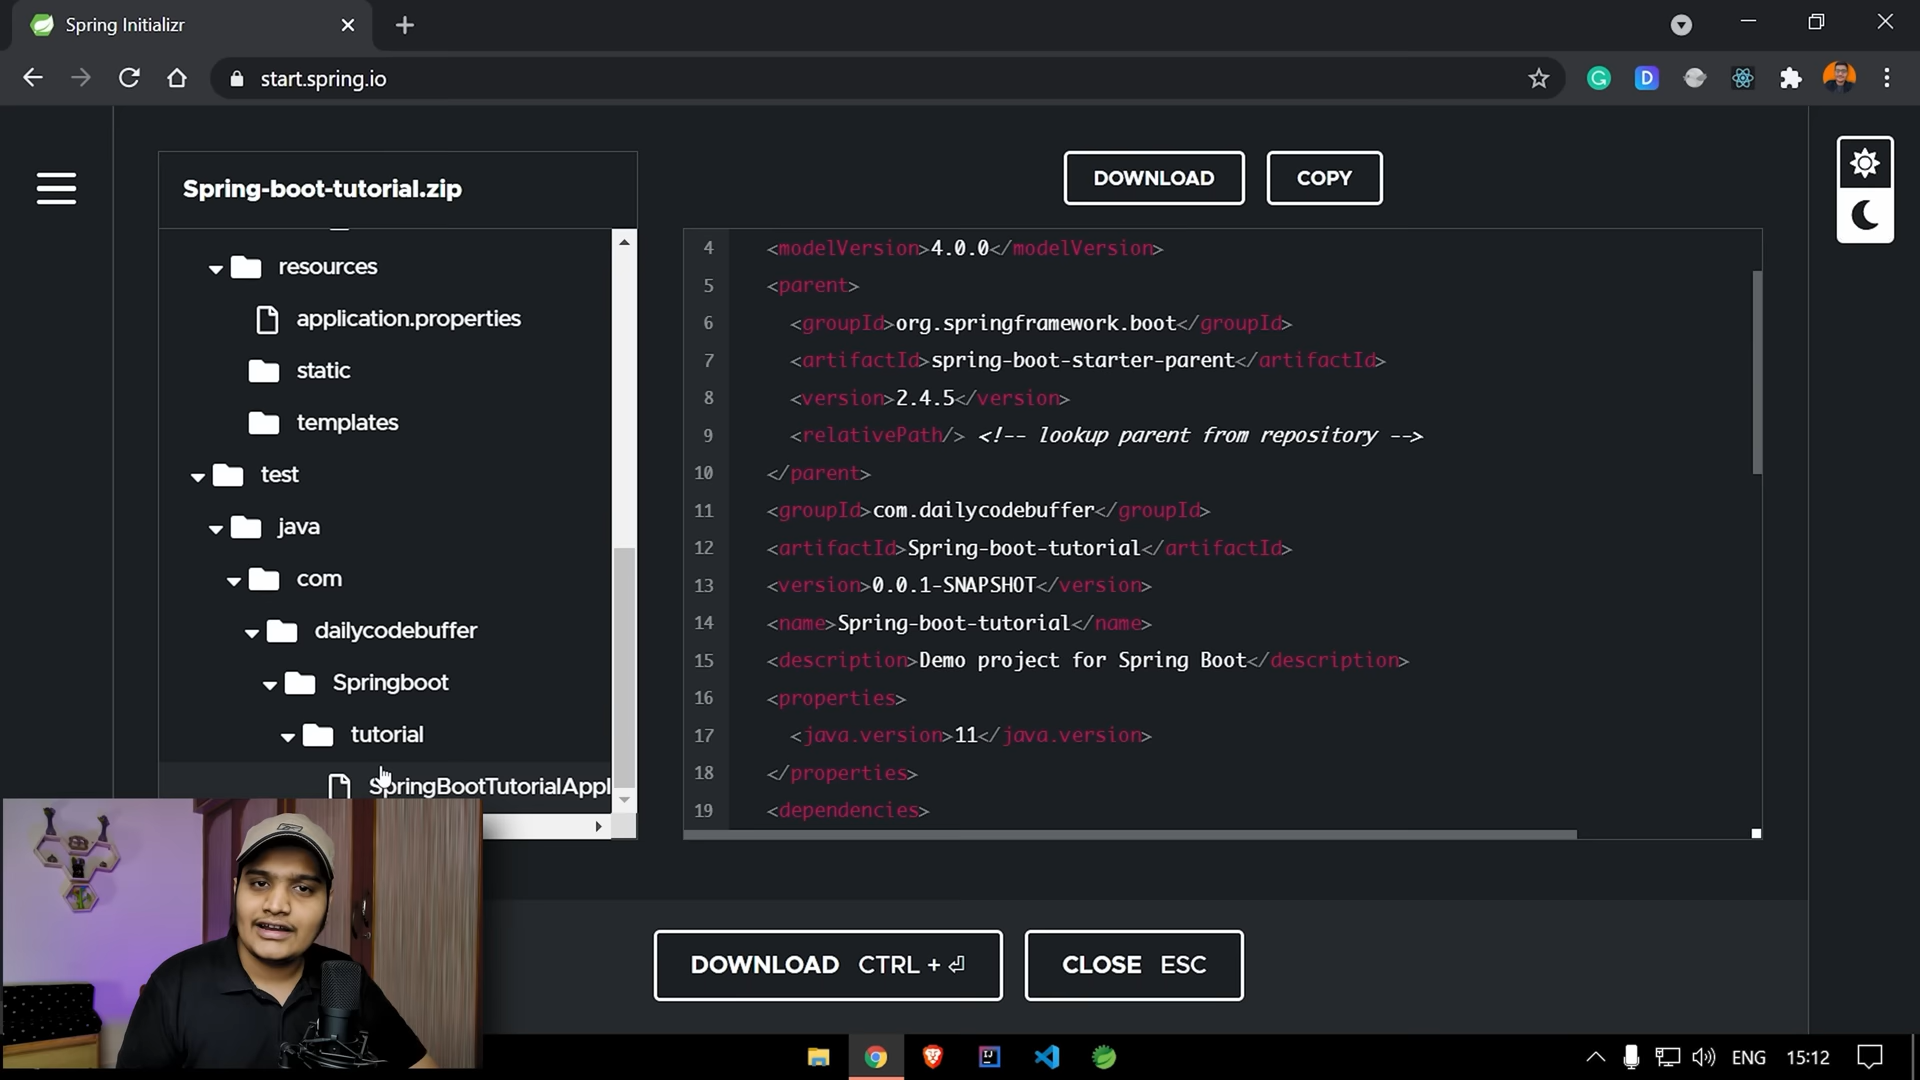 Spring Initializr
start.spring.io
Spring-boot-tutorial.zip
DOWNLOAD
COPY
resources
application.properties
static
templates
test
java
com
dailycodebuffer
Springboot
tutorial
SpringBootTutorialAppl
4 <modelVersion>4.0.0</modelVersion>
5 <parent>
6 <groupId>org.springframework.boot</groupId>
7 <artifactId>spring-boot-starter-parent</artifactId>
8 <version>2.4.5</version>
9 <relativePath/> <!-- lookup parent from repository -->
10 </parent>
11 <groupId>com.dailycodebuffer</groupId>
12 <artifactId>Spring-boot-tutorial</artifactId>
13 <version>0.0.1-SNAPSHOT</version>
14 <name>Spring-boot-tutorial</name>
15 <description>Demo project for Spring Boot</description>
16 <properties>
17 <java.version>11</java.version>
18 </properties>
19 <dependencies>
DOWNLOAD CTRL + ⏎
CLOSE ESC
ENG
15:12